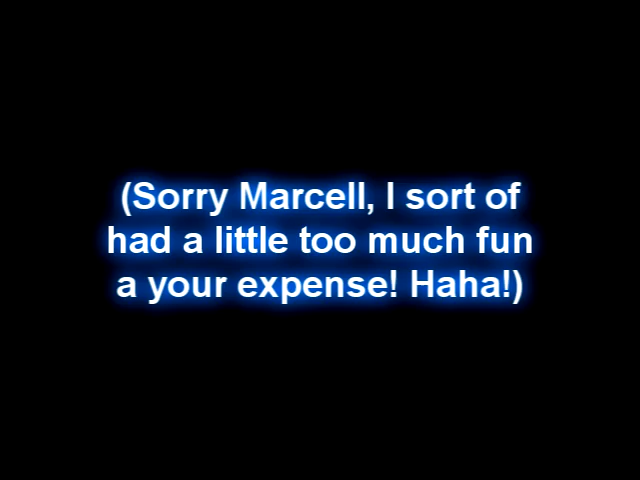 (Sorry Marcell, I sort of
had a little too much fun
a your expense! Haha!)